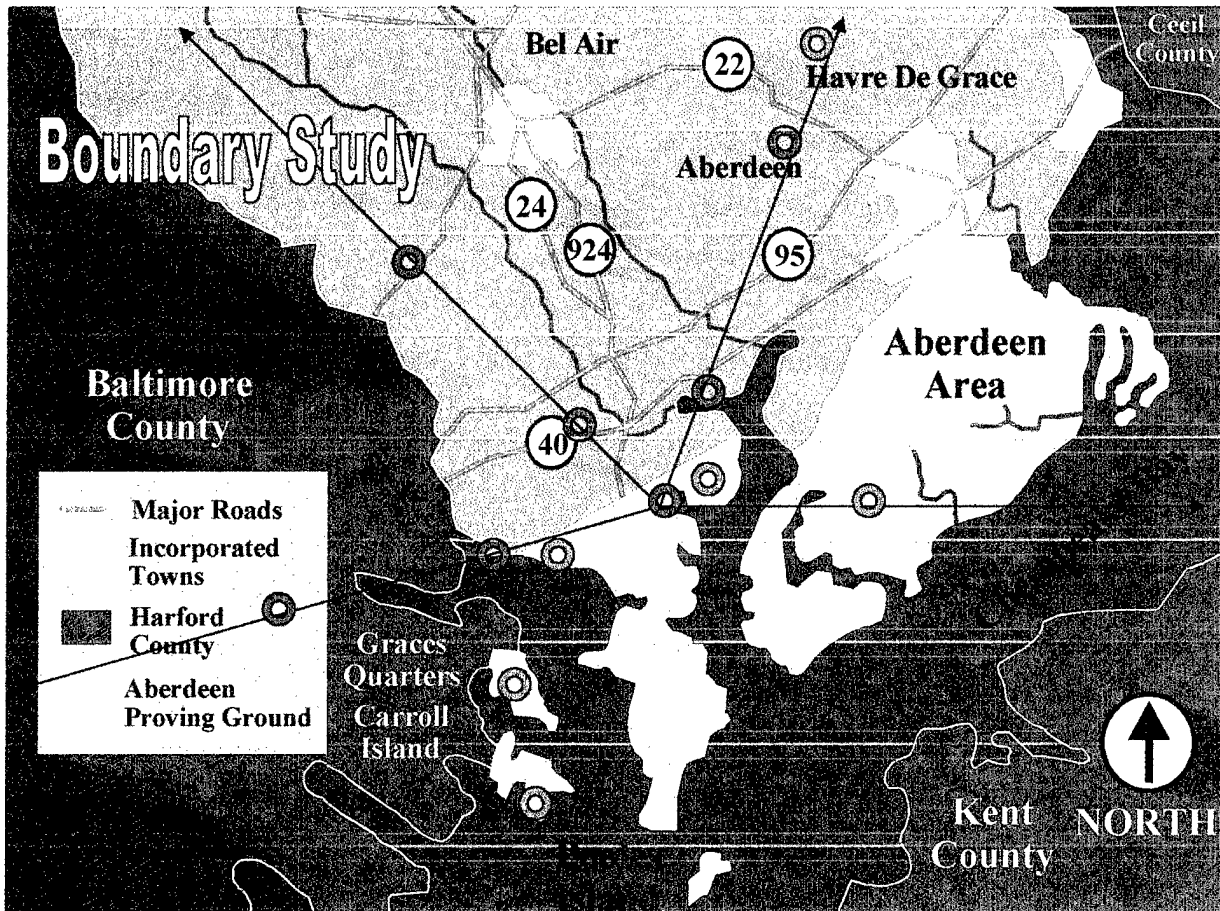 Bel Air
22
Cecil
County
Havre De Grace
Boundary Study
Aberdeen
24
924
95
Aberdeen
Area
Baltimore
County
40
Major Roads
Incorporated
Towns
Harford
County
Aberdeen
Proving Ground
Graces
Quarters
Carroll
Island
Kent
County
NORTH